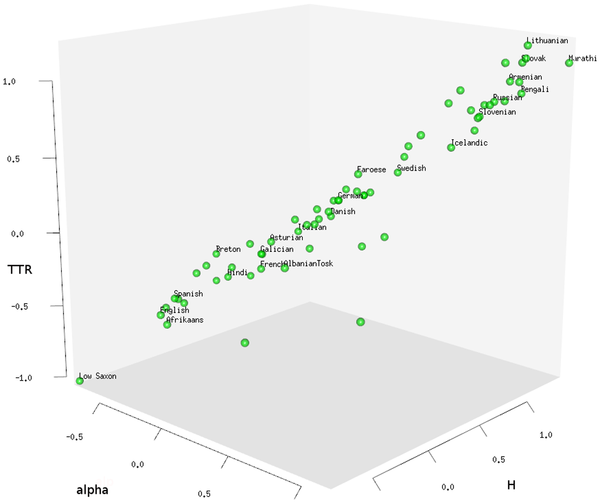 Lithuanian
Slovak
Marathi
1.0
Armenian
Bengali
Russian
Slovenian
Icelandic
0.5
Faroese
Swedish
German
Danish
0.0
Italian
Asturian
Breton
Galician
TTR
French
AlbanianTosk
Hindi
Spanish
-0.5
English
Afrikaans
-1.0
Low Saxon
-0.5
1.0
0.0
0.5
alpha
0.5
0.0
H